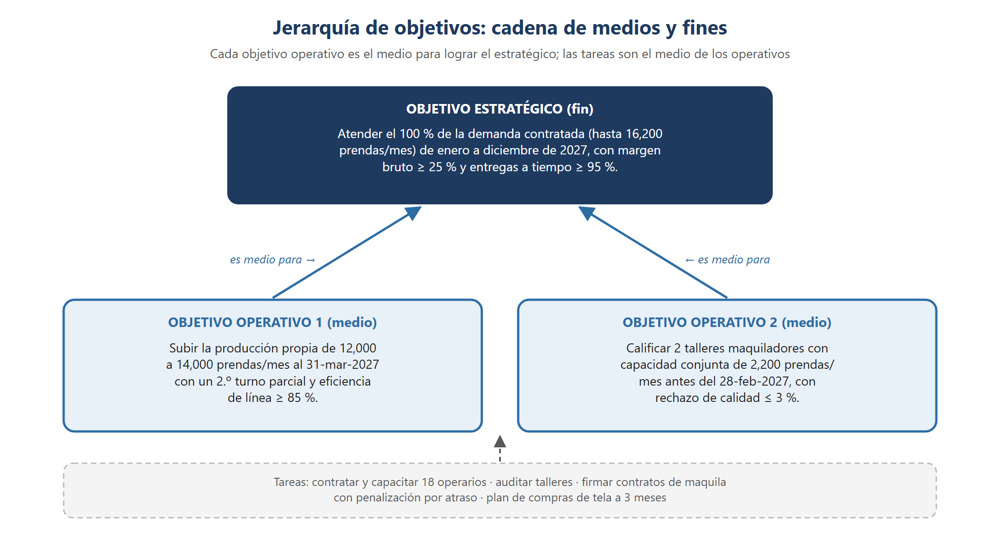 Jerarquía de objetivos: cadena de medios y fines
Cada objetivo operativo es el medio para lograr el estratégico; las tareas son el medio de los operativos
OBJETIVO ESTRATÉGICO (fin)
Atender el 100 % de la demanda contratada (hasta 16,200
prendas/mes) de enero a diciembre de 2027, con margen
bruto ≥ 25 % y entregas a tiempo ≥ 95 %.
es medio para →
← es medio para
OBJETIVO OPERATIVO 1 (medio)
Subir la producción propia de 12,000
a 14,000 prendas/mes al 31-mar-2027
con un 2.º turno parcial y eficiencia
de línea ≥ 85 %.
OBJETIVO OPERATIVO 2 (medio)
Calificar 2 talleres maquiladores con
capacidad conjunta de 2,200 prendas/
mes antes del 28-feb-2027, con
rechazo de calidad ≤ 3 %.
Tareas: contratar y capacitar 18 operarios · auditar talleres · firmar contratos de maquila
con penalización por atraso · plan de compras de tela a 3 meses